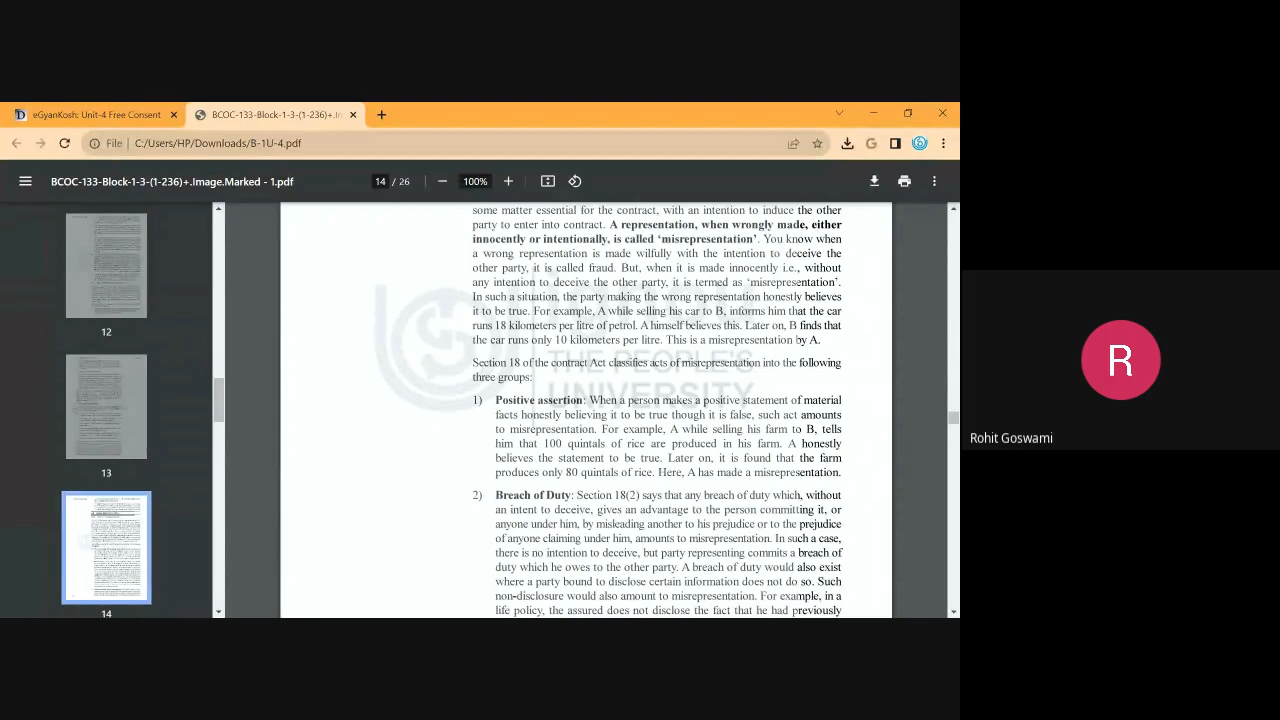 eGyanKosh: Unit-4 Free Consent
BCOC-133-Block-1-3-(1-236)+.Im
File
C:/Users/HP/Downloads/B-1U-4.pdf
BCOC-133-Block-1-3-(1-236)+.Image.Marked - 1.pdf
14 / 26
100%
12
13
14
some matter essential for the contract, with an intention to induce the other
party to enter into contract. A representation, when wrongly made, either
innocently or intentionally, is called ‘misrepresentation’. You know when
a wrong representation is made wilfully with the intention to deceive the
other party, it is called fraud. But, when it is made innocently i.e., without
any intention to deceive the other party, it is termed as ‘misrepresentation’.
In such a situation, the party making the wrong representation honestly believes
it to be true. For example, A while selling his car to B, informs him that the car
runs 18 kilometers per litre of petrol. A himself believes this. Later on, B finds that
the car runs only 10 kilometers per litre. This is a misrepresentation by A.
THE PEOPLE'S
UNIVERSITY
Section 18 of the contract Act classifies acts of misrepresentation into the following
three groups:
1) Positive assertion: When a person makes a positive statement of material
facts honestly believing it to be true though it is false, such act amounts
to misrepresentation. For example, A while selling his farm to B, tells
him that 100 quintals of rice are produced in his farm. A honestly
believes the statement to be true. Later on, it is found that the farm
produces only 80 quintals of rice. Here, A has made a misrepresentation.
2) Breach of Duty: Section 18(2) says that any breach of duty which, without
an intent to deceive, gives an advantage to the person committing it, or
anyone under him, by misleading another to his prejudice or to the prejudice
of anyone claiming under him, amounts to misrepresentation. In such a case,
there is no intention to deceive, but party representing commits a breach of
duty which he owes to the other party. A breach of duty would also exist
where a party bound to disclose certain information does not do so. Such
non-disclosure would also amount to misrepresentation. For example, in a
life policy, the assured does not disclose the fact that he had previously
R
Rohit Goswami